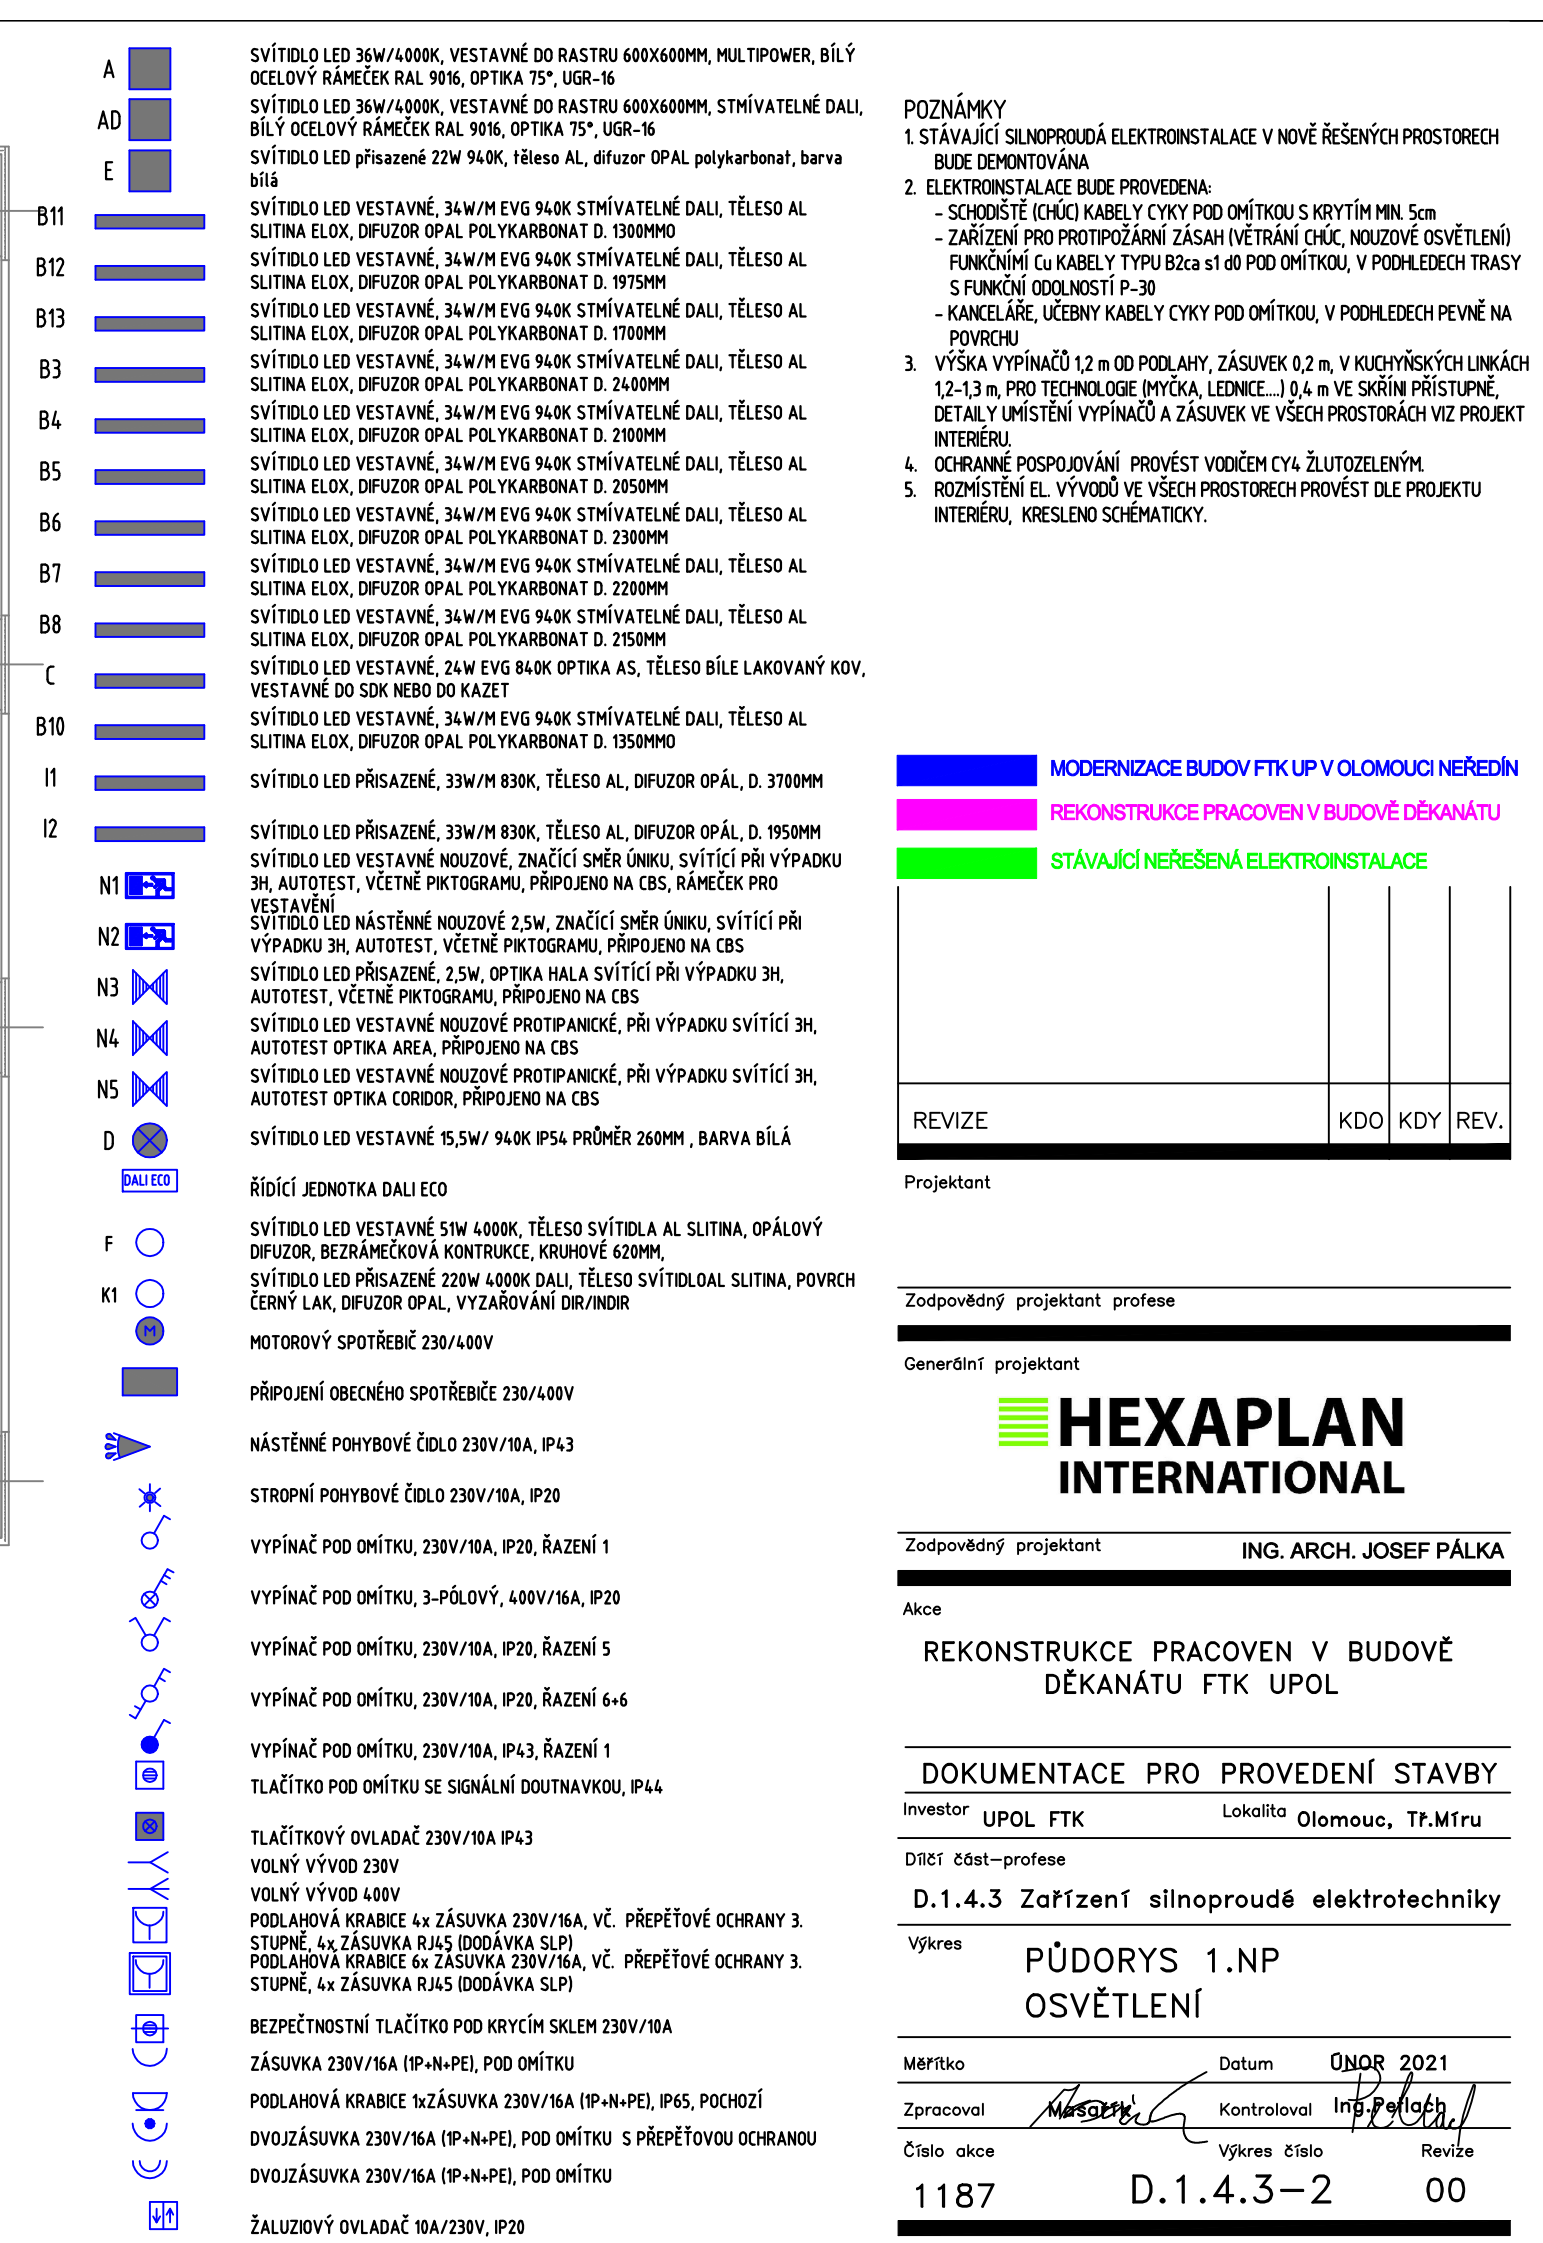 A
SVÍTIDLO LED 36W/4000K, VESTAVNÉ DO RASTRU 600X600MM, MULTIPOWER, BÍLÝ
OCELOVÝ RÁMEČEK RAL 9016, OPTIKA 75°, UGR-16
AD
SVÍTIDLO LED 36W/4000K, VESTAVNÉ DO RASTRU 600X600MM, STMÍVATELNÉ DALI,
BÍLÝ OCELOVÝ RÁMEČEK RAL 9016, OPTIKA 75°, UGR-16
E
SVÍTIDLO LED přisazené 22W 940K, těleso AL, difuzor OPAL polykarbonat, barva
bílá
B11
SVÍTIDLO LED VESTAVNÉ, 34W/M EVG 940K STMÍVATELNÉ DALI, TĚLESO AL
SLITINA ELOX, DIFUZOR OPAL POLYKARBONAT D. 1300MMO
B12
SVÍTIDLO LED VESTAVNÉ, 34W/M EVG 940K STMÍVATELNÉ DALI, TĚLESO AL
SLITINA ELOX, DIFUZOR OPAL POLYKARBONAT D. 1975MM
B13
SVÍTIDLO LED VESTAVNÉ, 34W/M EVG 940K STMÍVATELNÉ DALI, TĚLESO AL
SLITINA ELOX, DIFUZOR OPAL POLYKARBONAT D. 1700MM
B3
SVÍTIDLO LED VESTAVNÉ, 34W/M EVG 940K STMÍVATELNÉ DALI, TĚLESO AL
SLITINA ELOX, DIFUZOR OPAL POLYKARBONAT D. 2400MM
B4
SVÍTIDLO LED VESTAVNÉ, 34W/M EVG 940K STMÍVATELNÉ DALI, TĚLESO AL
SLITINA ELOX, DIFUZOR OPAL POLYKARBONAT D. 2100MM
B5
SVÍTIDLO LED VESTAVNÉ, 34W/M EVG 940K STMÍVATELNÉ DALI, TĚLESO AL
SLITINA ELOX, DIFUZOR OPAL POLYKARBONAT D. 2050MM
B6
SVÍTIDLO LED VESTAVNÉ, 34W/M EVG 940K STMÍVATELNÉ DALI, TĚLESO AL
SLITINA ELOX, DIFUZOR OPAL POLYKARBONAT D. 2300MM
B7
SVÍTIDLO LED VESTAVNÉ, 34W/M EVG 940K STMÍVATELNÉ DALI, TĚLESO AL
SLITINA ELOX, DIFUZOR OPAL POLYKARBONAT D. 2200MM
B8
SVÍTIDLO LED VESTAVNÉ, 34W/M EVG 940K STMÍVATELNÉ DALI, TĚLESO AL
SLITINA ELOX, DIFUZOR OPAL POLYKARBONAT D. 2150MM
C
SVÍTIDLO LED VESTAVNÉ, 24W EVG 840K OPTIKA AS, TĚLESO BÍLE LAKOVANÝ KOV,
VESTAVNÉ DO SDK NEBO DO KAZET
B10
SVÍTIDLO LED VESTAVNÉ, 34W/M EVG 940K STMÍVATELNÉ DALI, TĚLESO AL
SLITINA ELOX, DIFUZOR OPAL POLYKARBONAT D. 1350MMO
I1
SVÍTIDLO LED PŘISAZENÉ, 33W/M 830K, TĚLESO AL, DIFUZOR OPÁL, D. 3700MM
I2
SVÍTIDLO LED PŘISAZENÉ, 33W/M 830K, TĚLESO AL, DIFUZOR OPÁL, D. 1950MM
N1
SVÍTIDLO LED VESTAVNÉ NOUZOVÉ, ZNAČÍCÍ SMĚR ÚNIKU, SVÍTÍCÍ PŘI VÝPADKU
3H, AUTOTEST, VČETNĚ PIKTOGRAMU, PŘIPOJENO NA CBS, RÁMEČEK PRO
VESTAVĚNÍ
N2
SVÍTIDLO LED NÁSTĚNNÉ NOUZOVÉ 2,5W, ZNAČÍCÍ SMĚR ÚNIKU, SVÍTÍCÍ PŘI
VÝPADKU 3H, AUTOTEST, VČETNĚ PIKTOGRAMU, PŘIPOJENO NA CBS
N3
SVÍTIDLO LED PŘISAZENÉ, 2,5W, OPTIKA HALA SVÍTÍCÍ PŘI VÝPADKU 3H,
AUTOTEST, VČETNĚ PIKTOGRAMU, PŘIPOJENO NA CBS
N4
SVÍTIDLO LED VESTAVNÉ NOUZOVÉ PROTIPANICKÉ, PŘI VÝPADKU SVÍTÍCÍ 3H,
AUTOTEST OPTIKA AREA, PŘIPOJENO NA CBS
N5
SVÍTIDLO LED VESTAVNÉ NOUZOVÉ PROTIPANICKÉ, PŘI VÝPADKU SVÍTÍCÍ 3H,
AUTOTEST OPTIKA CORIDOR, PŘIPOJENO NA CBS
D
SVÍTIDLO LED VESTAVNÉ 15,5W/ 940K IP54 PRŮMĚR 260MM , BARVA BÍLÁ
DALI ECO
ŘÍDÍCÍ JEDNOTKA DALI ECO
F
SVÍTIDLO LED VESTAVNÉ 51W 4000K, TĚLESO SVÍTIDLA AL SLITINA, OPÁLOVÝ
DIFUZOR, BEZRÁMEČKOVÁ KONTRUKCE, KRUHOVÉ 620MM,
K1
SVÍTIDLO LED PŘISAZENÉ 220W 4000K DALI, TĚLESO SVÍTIDLOAL SLITINA, POVRCH
ČERNÝ LAK, DIFUZOR OPAL, VYZAŘOVÁNÍ DIR/INDIR
M
MOTOROVÝ SPOTŘEBIČ 230/400V
PŘIPOJENÍ OBECNÉHO SPOTŘEBIČE 230/400V
NÁSTĚNNÉ POHYBOVÉ ČIDLO 230V/10A, IP43
STROPNÍ POHYBOVÉ ČIDLO 230V/10A, IP20
VYPÍNAČ POD OMÍTKU, 230V/10A, IP20, ŘAZENÍ 1
VYPÍNAČ POD OMÍTKU, 3-PÓLOVÝ, 400V/16A, IP20
VYPÍNAČ POD OMÍTKU, 230V/10A, IP20, ŘAZENÍ 5
VYPÍNAČ POD OMÍTKU, 230V/10A, IP20, ŘAZENÍ 6+6
VYPÍNAČ POD OMÍTKU, 230V/10A, IP43, ŘAZENÍ 1
TLAČÍTKO POD OMÍTKU SE SIGNÁLNÍ DOUTNAVKOU, IP44
TLAČÍTKOVÝ OVLADAČ 230V/10A IP43
VOLNÝ VÝVOD 230V
VOLNÝ VÝVOD 400V
PODLAHOVÁ KRABICE 4x ZÁSUVKA 230V/16A, VČ. PŘEPĚŤOVÉ OCHRANY 3.
STUPNĚ, 4x ZÁSUVKA RJ45 (DODÁVKA SLP)
PODLAHOVÁ KRABICE 6x ZÁSUVKA 230V/16A, VČ. PŘEPĚŤOVÉ OCHRANY 3.
STUPNĚ, 4x ZÁSUVKA RJ45 (DODÁVKA SLP)
BEZPEČTNOSTNÍ TLAČÍTKO POD KRYCÍM SKLEM 230V/10A
ZÁSUVKA 230V/16A (1P+N+PE), POD OMÍTKU
PODLAHOVÁ KRABICE 1xZÁSUVKA 230V/16A (1P+N+PE), IP65, POCHOZÍ
DVOJZÁSUVKA 230V/16A (1P+N+PE), POD OMÍTKU S PŘEPĚŤOVOU OCHRANOU
DVOJZÁSUVKA 230V/16A (1P+N+PE), POD OMÍTKU
ŽALUZIOVÝ OVLADAČ 10A/230V, IP20
POZNÁMKY
1. STÁVAJÍCÍ SILNOPROUDÁ ELEKTROINSTALACE V NOVĚ ŘEŠENÝCH PROSTORECH
BUDE DEMONTOVÁNA
2. ELEKTROINSTALACE BUDE PROVEDENA:
- SCHODIŠTĚ (CHÚC) KABELY CYKY POD OMÍTKOU S KRYTÍM MIN. 5cm
- ZAŘÍZENÍ PRO PROTIPOŽÁRNÍ ZÁSAH (VĚTRÁNÍ CHÚC, NOUZOVÉ OSVĚTLENÍ)
FUNKČNÍMÍ Cu KABELY TYPU B2ca s1 d0 POD OMÍTKOU, V PODHLEDECH TRASY
S FUNKČNÍ ODOLNOSTÍ P-30
- KANCELÁŘE, UČEBNY KABELY CYKY POD OMÍTKOU, V PODHLEDECH PEVNĚ NA
POVRCHU
3. VÝŠKA VYPÍNAČŮ 1,2 m OD PODLAHY, ZÁSUVEK 0,2 m, V KUCHYŇSKÝCH LINKÁCH
1,2-1,3 m, PRO TECHNOLOGIE (MYČKA, LEDNICE....) 0,4 m VE SKŘÍNI PŘÍSTUPNĚ,
DETAILY UMÍSTĚNÍ VYPÍNAČŮ A ZÁSUVEK VE VŠECH PROSTORÁCH VIZ PROJEKT
INTERIÉRU.
4. OCHRANNÉ POSPOJOVÁNÍ PROVÉST VODIČEM CY4 ŽLUTOZELENÝM.
5. ROZMÍSTĚNÍ EL. VÝVODŮ VE VŠECH PROSTORECH PROVÉST DLE PROJEKTU
INTERIÉRU, KRESLENO SCHÉMATICKY.
MODERNIZACE BUDOV FTK UP V OLOMOUCI NEŘEDÍN
REKONSTRUKCE PRACOVEN V BUDOVĚ DĚKANÁTU
STÁVAJÍCÍ NEŘEŠENÁ ELEKTROINSTALACE
REVIZE KDO KDY REV.
Projektant
Zodpovědný projektant profese
Generální projektant
HEXAPLAN
INTERNATIONAL
Zodpovědný projektant ING. ARCH. JOSEF PÁLKA
Akce
REKONSTRUKCE PRACOVEN V BUDOVĚ
DĚKANÁTU FTK UPOL
DOKUMENTACE PRO PROVEDENÍ STAVBY
Investor UPOL FTK Lokalita Olomouc, Tř.Míru
Dílčí část-profese
D.1.4.3 Zařízení silnoproudé elektrotechniky
Výkres
PŮDORYS 1.NP
OSVĚTLENÍ
Měřítko Datum ÚNOR 2021
Zpracoval Masařík Kontroloval Ing.Petlach
Číslo akce Výkres číslo Revize
1187 D.1.4.3-2 00